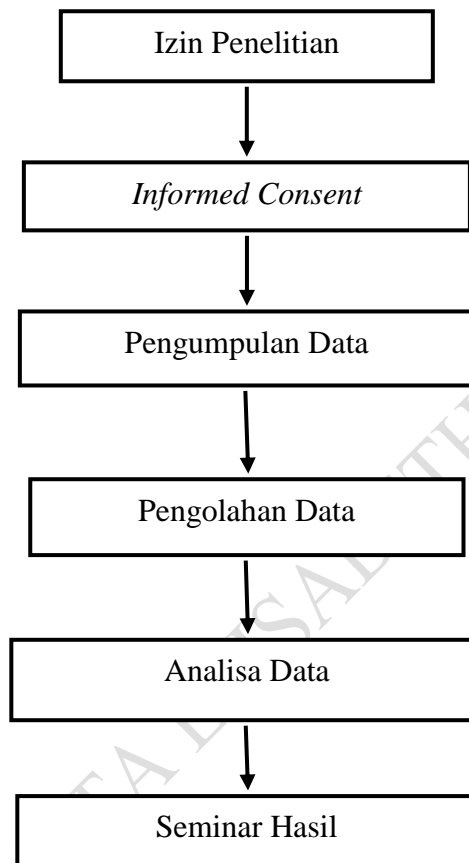 Izin Penelitian
Informed Consent
Pengumpulan Data
Pengolahan Data
Analisa Data
Seminar Hasil